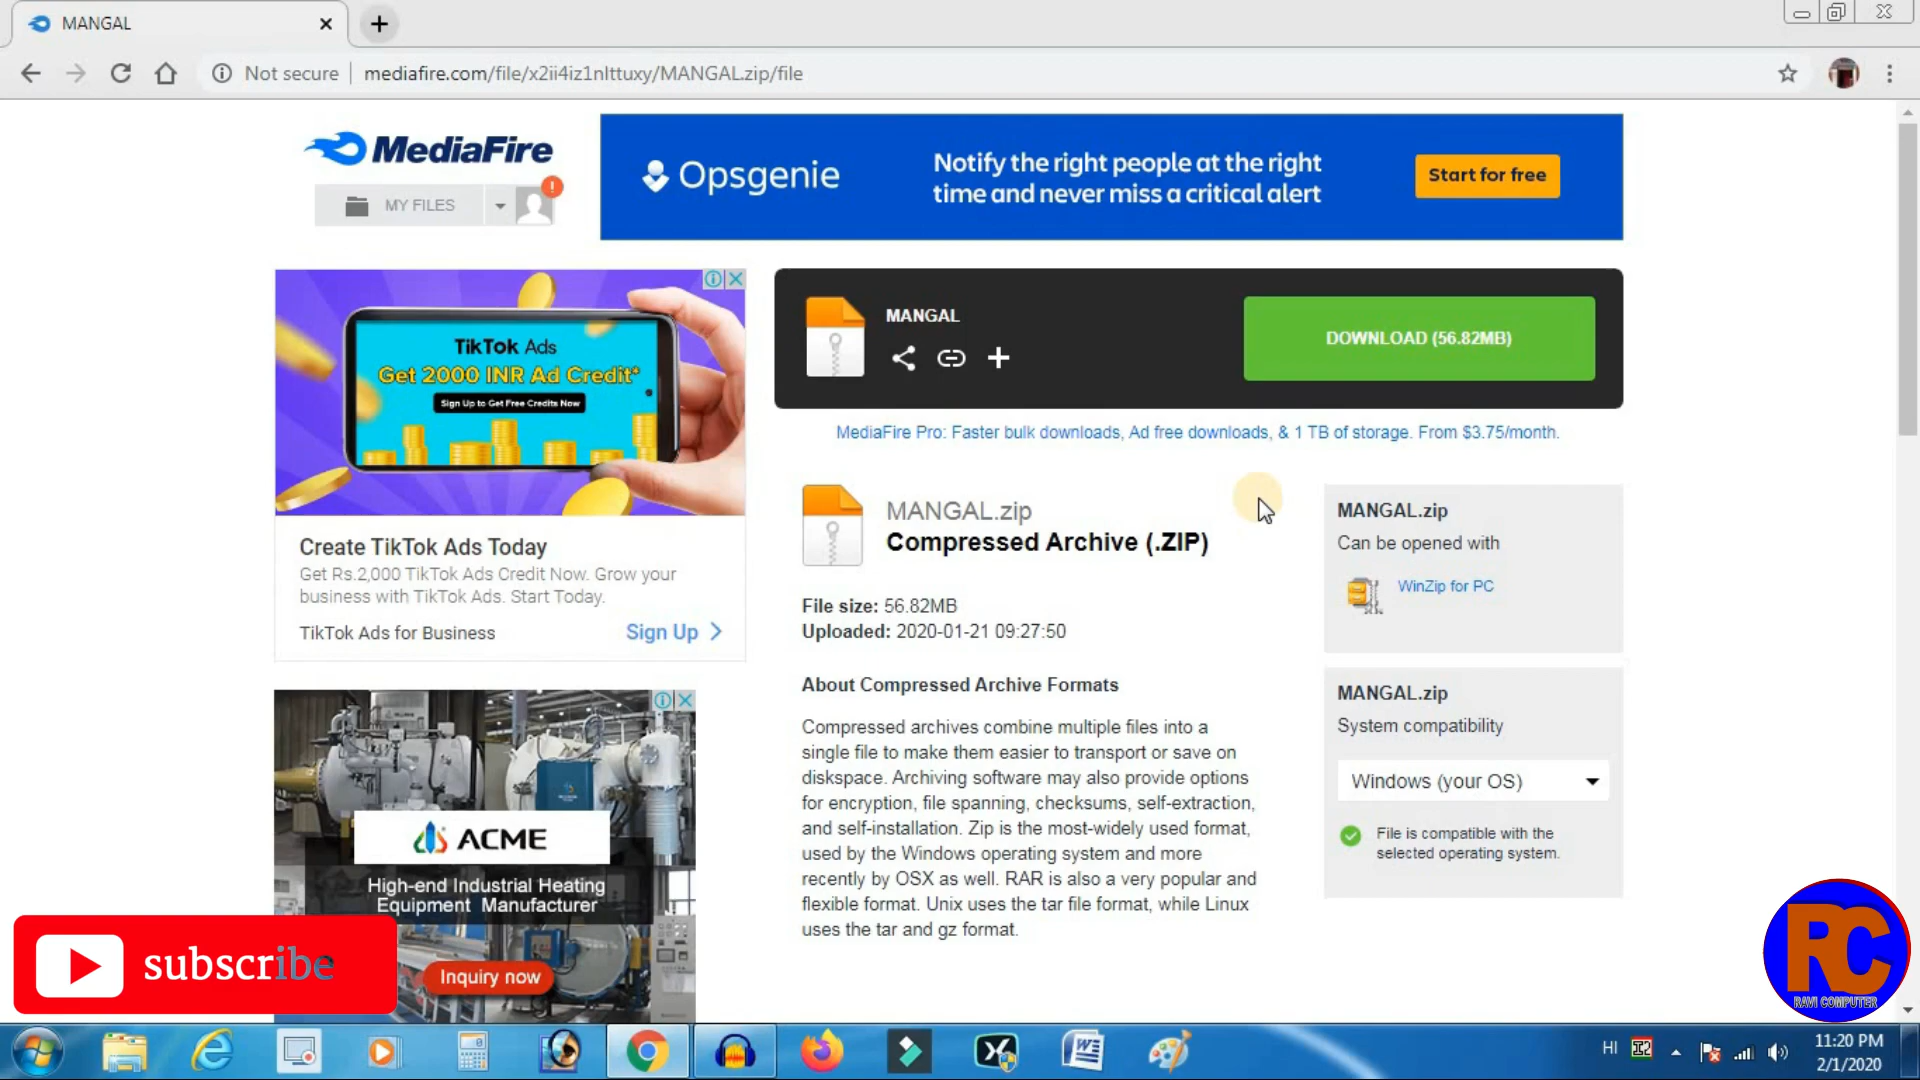 MANGAL
Not secure
mediafire.com/file/x2ii4iz1nlttuxy/MANGAL.zip/file
MediaFire
MY FILES
!
Opsgenie
Notify the right people at the right
time and never miss a critical alert
Start for free
TikTok Ads
Get 2000 INR Ad Credit*
Sign Up to Get Free Credits Now
Create TikTok Ads Today
Get Rs.2,000 TikTok Ads Credit Now. Grow your
business with TikTok Ads. Start Today.
TikTok Ads for Business
Sign Up
MANGAL
DOWNLOAD (56.82MB)
MediaFire Pro: Faster bulk downloads, Ad free downloads, & 1 TB of storage. From $3.75/month.
MANGAL.zip
Compressed Archive (.ZIP)
File size: 56.82MB
Uploaded: 2020-01-21 09:27:50
About Compressed Archive Formats
Compressed archives combine multiple files into a
single file to make them easier to transport or save on
diskspace. Archiving software may also provide options
for encryption, file spanning, checksums, self-extraction,
and self-installation. Zip is the most-widely used format,
used by the Windows operating system and more
recently by OSX as well. RAR is also a very popular and
flexible format. Unix uses the tar file format, while Linux
uses the tar and gz format.
MANGAL.zip
Can be opened with
WinZip for PC
MANGAL.zip
System compatibility
Windows (your OS)
File is compatible with the
selected operating system.
ACME
High-end Industrial Heating
Equipment Manufacturer
Inquiry now
subscribe
RC
RAVI COMPUTER
HI
11:20 PM
2/1/2020